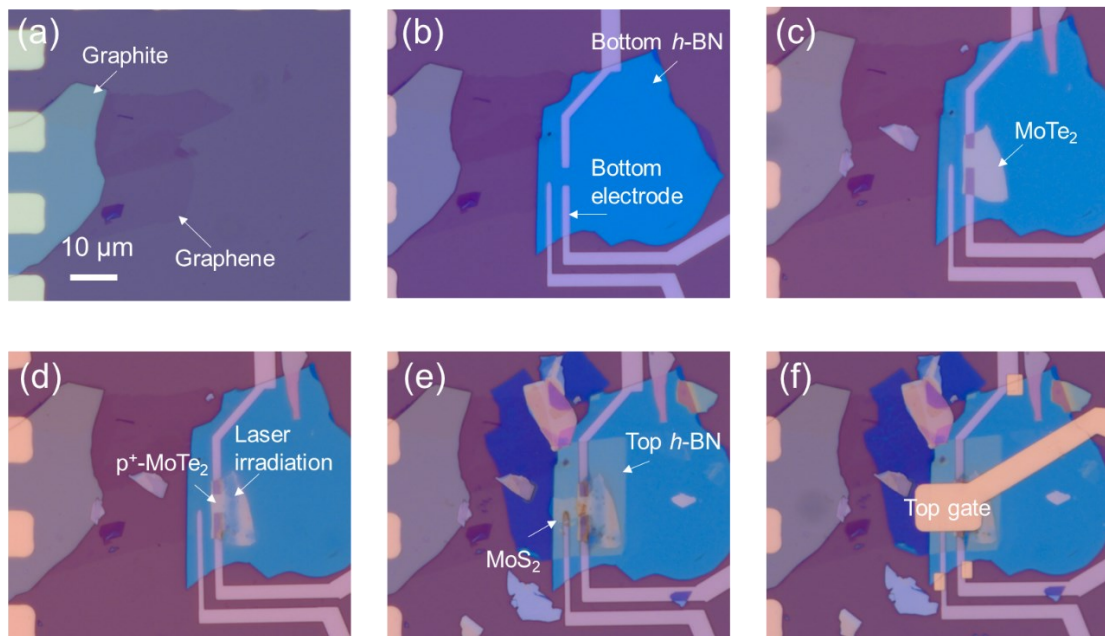 (a)
Graphite
10 μm
Graphene
(b)
Bottom h-BN
Bottom
electrode
(c)
MoTe₂
(d)
Laser
irradiation
p⁺-MoTe₂
(e)
Top h-BN
MoS₂
(f)
Top gate